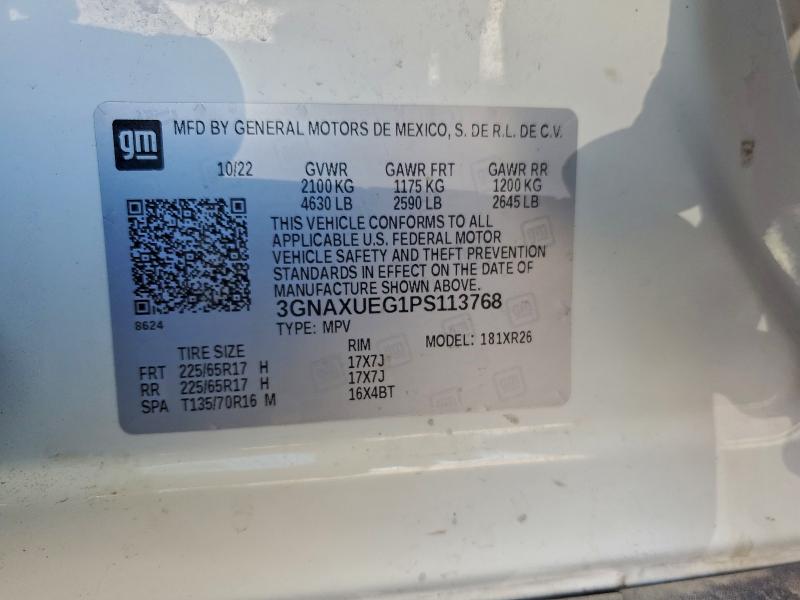 gm MFD BY GENERAL MOTORS DE MEXICO, S. DE R.L. DE C.V.
10/22 GVWR GAWR FRT GAWR RR
2100 KG 1175 KG 1200 KG
4630 LB 2590 LB 2645 LB
THIS VEHICLE CONFORMS TO ALL
APPLICABLE U.S. FEDERAL MOTOR
VEHICLE SAFETY AND THEFT PREVENTION
STANDARDS IN EFFECT ON THE DATE OF
MANUFACTURE SHOWN ABOVE.
3GNAXUEG1PS113768
8624
TYPE: MPV MODEL: 181XR26
TIRE SIZE RIM
FRT 225/65R17 H 17X7J
RR 225/65R17 H 17X7J
SPA T135/70R16 M 16X4BT